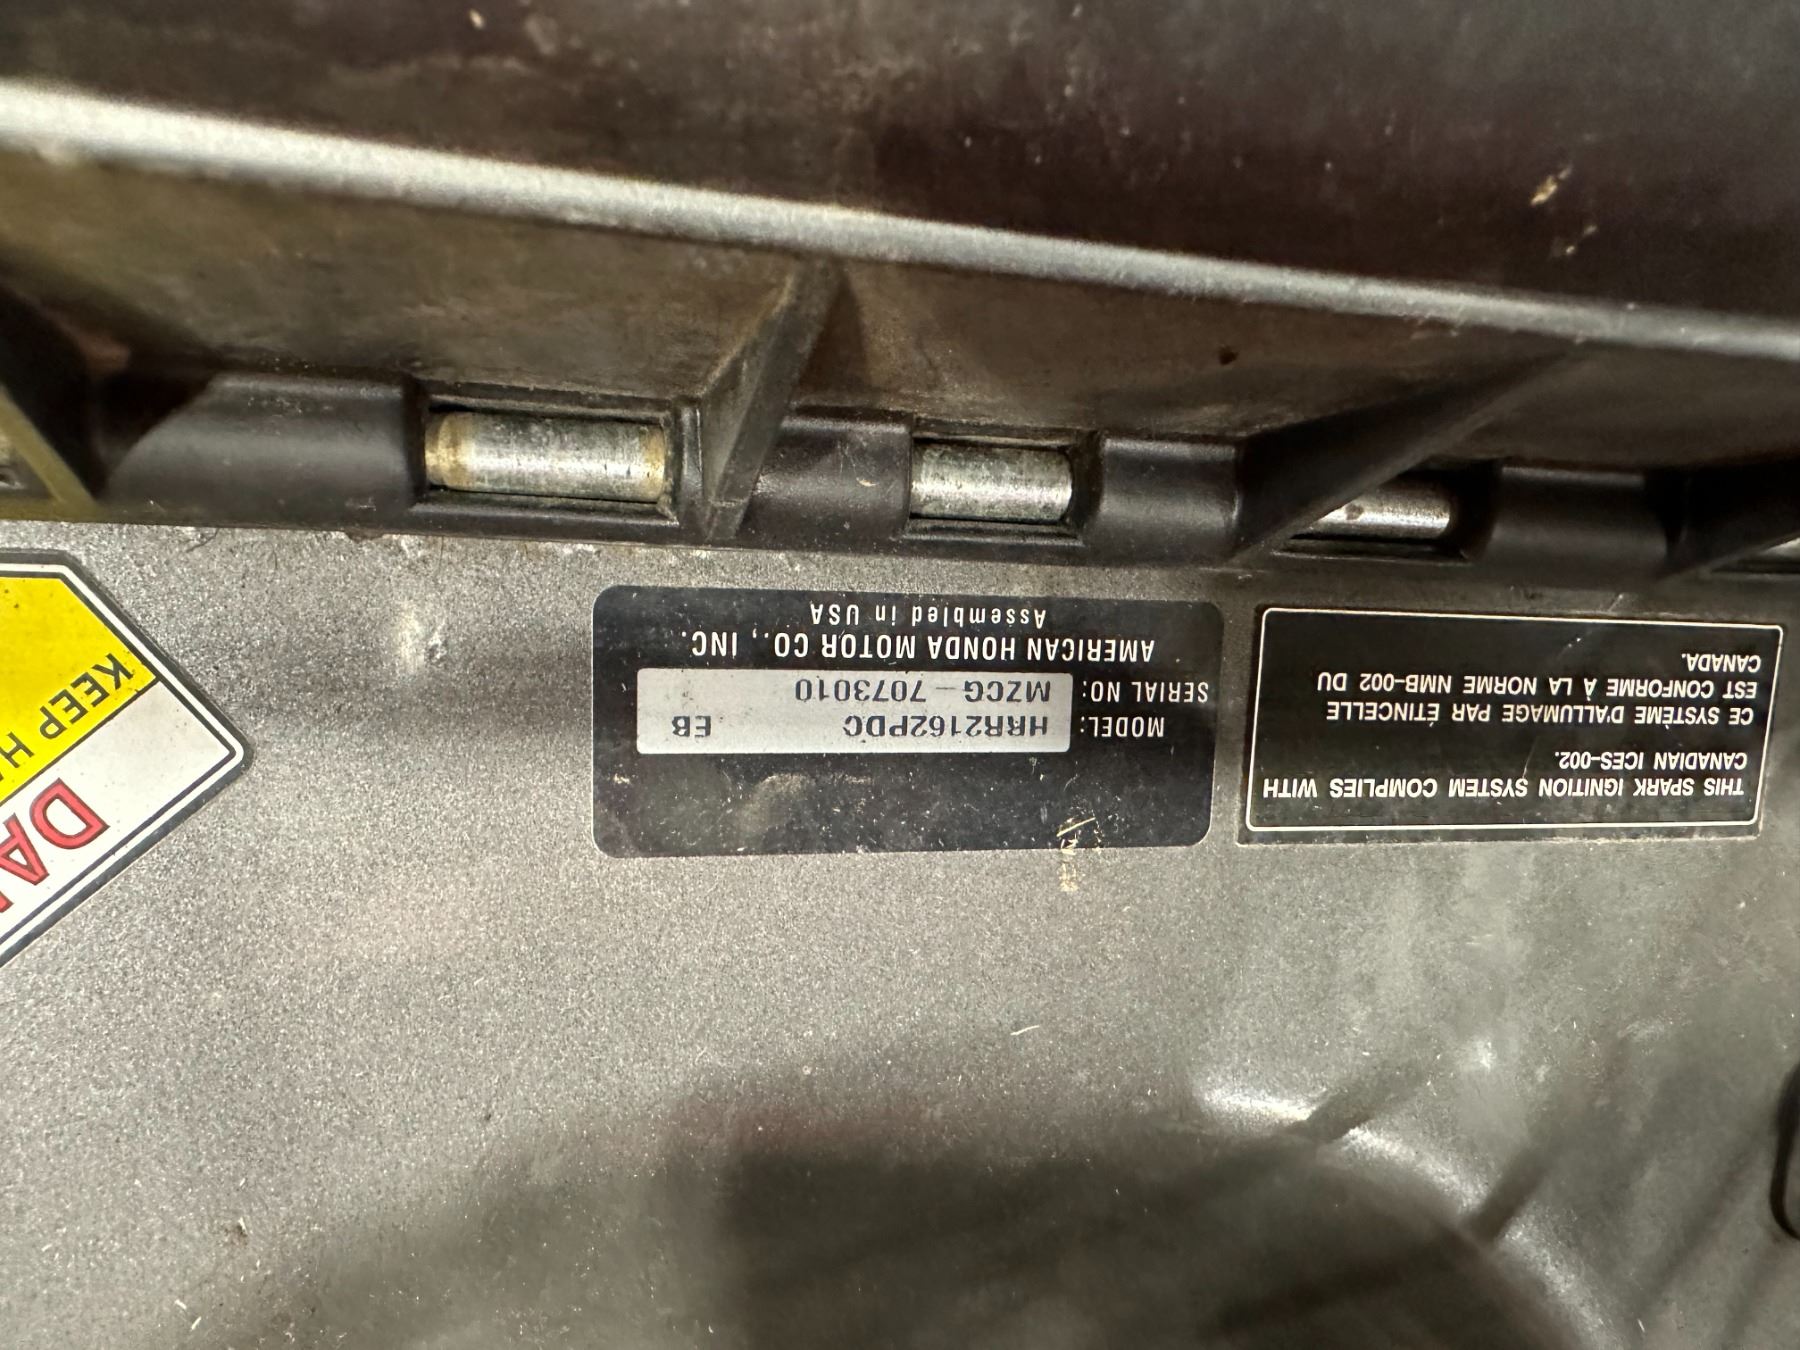 THIS SPARK IGNITION SYSTEM COMPLIES WITH
CANADIAN ICES-002.
CE SYSTÈME D'ALLUMAGE PAR ÉTINCELLE
EST CONFORME À LA NORME NMB-002 DU
CANADA.
MODEL: HRR2162PDC EB
SERIAL NO: MZCG-7073010
AMERICAN HONDA MOTOR CO., INC.
Assembled in USA
KEEP